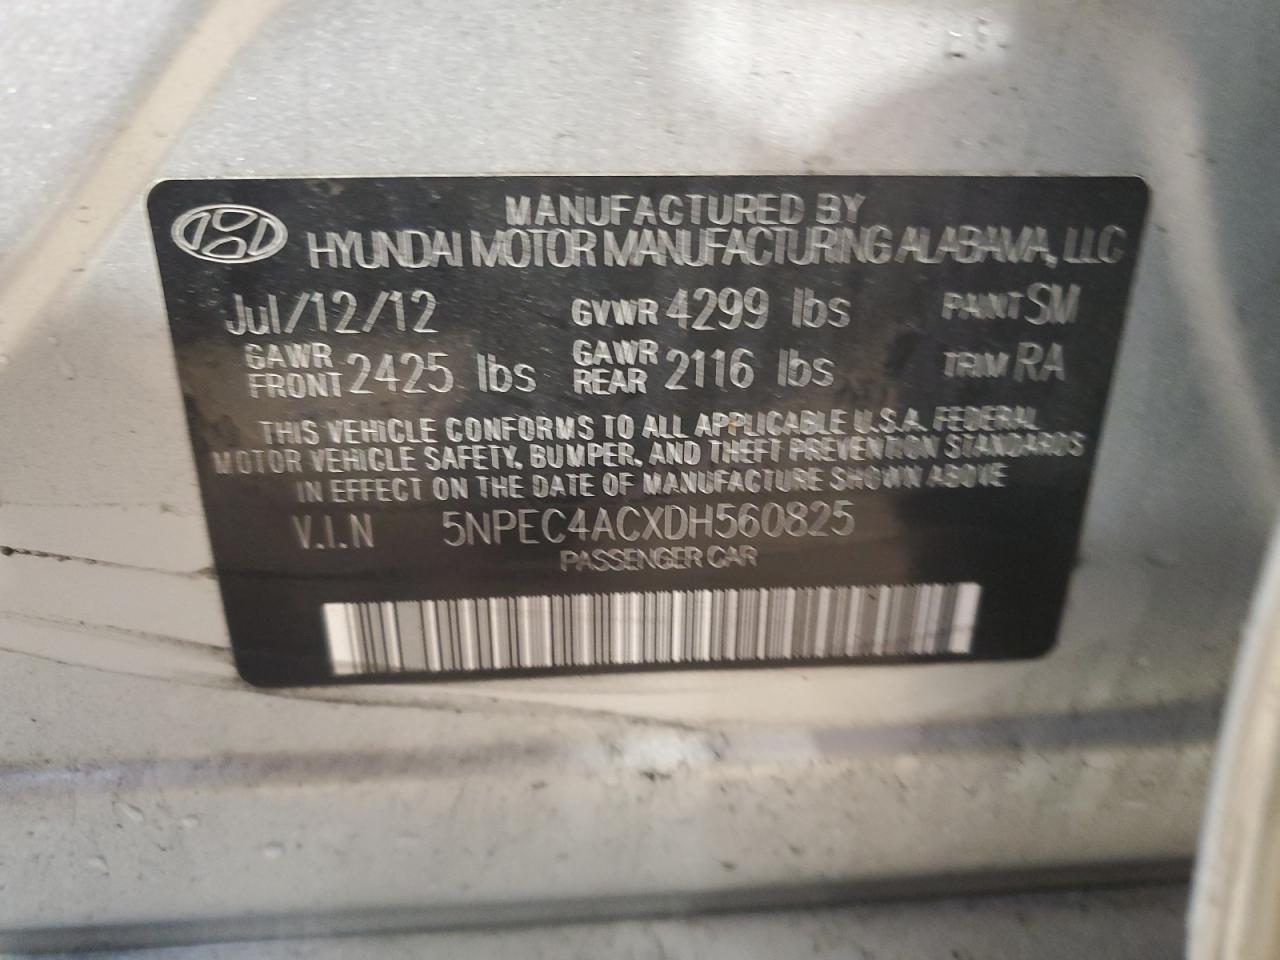 MANUFACTURED BY
HYUNDAI MOTOR MANUFACTURING ALABAMA, LLC
Jul/12/12 GVWR 4299 lbs PAINT SM
GAWR FRONT 2425 lbs GAWR REAR 2116 lbs TRIM RA
THIS VEHICLE CONFORMS TO ALL APPLICABLE U.S.A. FEDERAL
MOTOR VEHICLE SAFETY, BUMPER, AND THEFT PREVENTION STANDARDS
IN EFFECT ON THE DATE OF MANUFACTURE SHOWN ABOVE
V.I.N 5NPEC4ACXDH560825
PASSENGER CAR